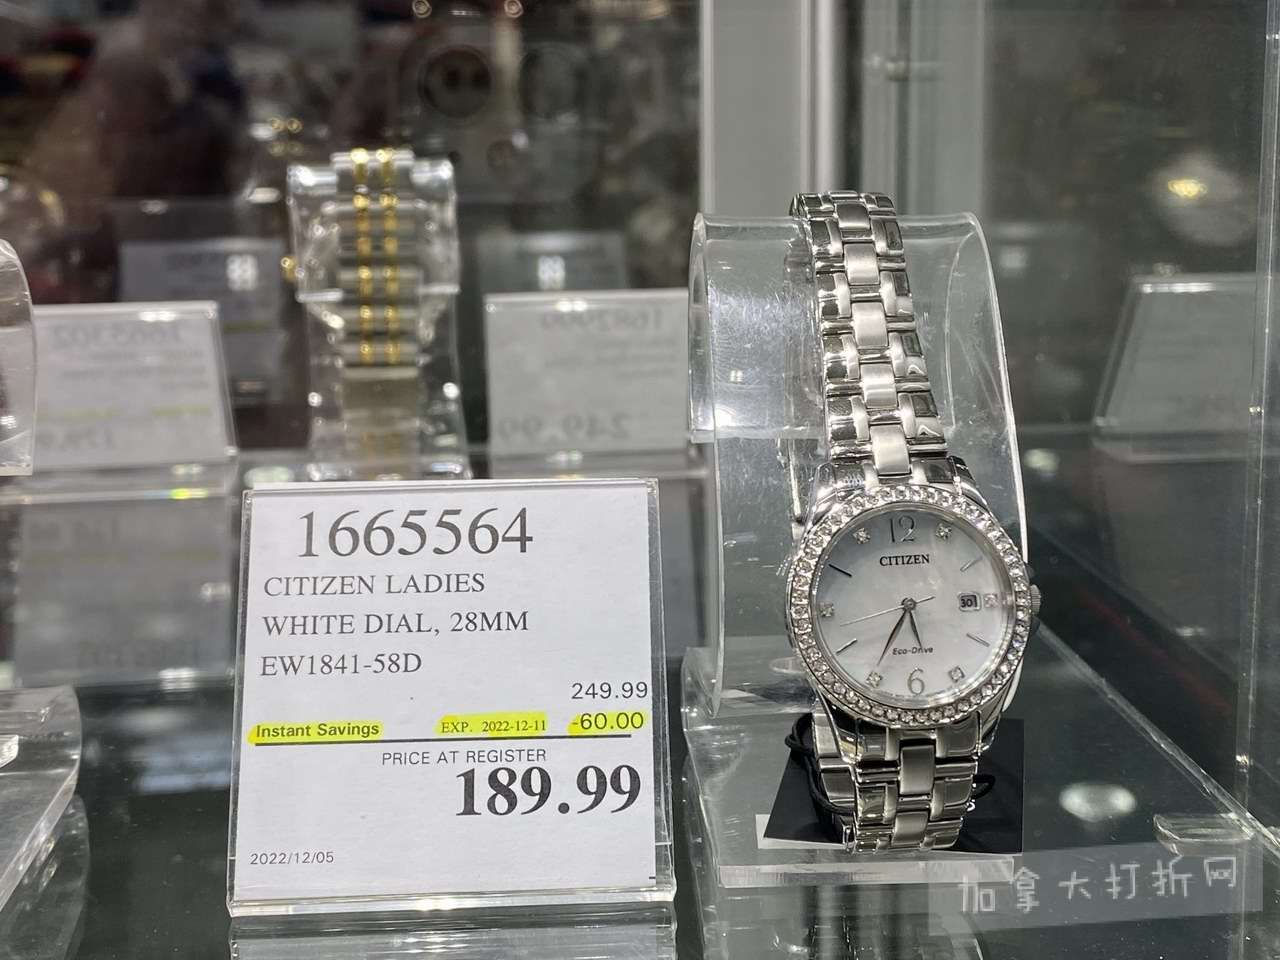 1665564
CITIZEN LADIES
WHITE DIAL, 28MM
EW1841-58D
249.99
Instant Savings EXP. 2022-12-11 -60.00
PRICE AT REGISTER
189.99
2022/12/05
12
CITIZEN
30
Eco-Drive
6
加拿大打折网